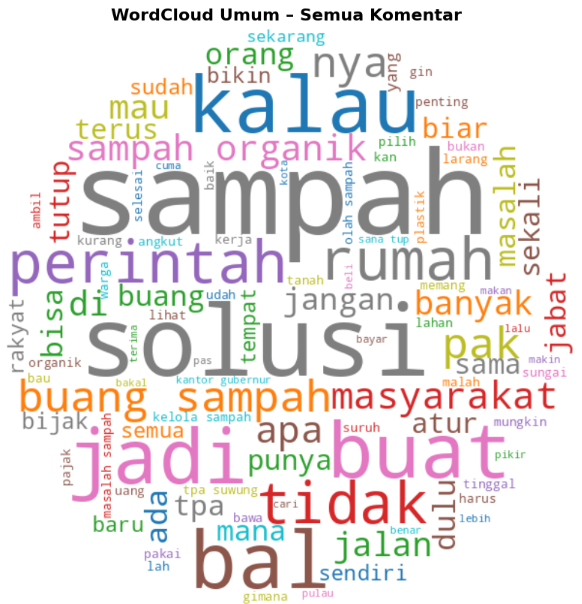 WordCloud Umum – Semua Komentar
sekarang
orang
nya
yang
gin
bikin
sudah
kalau
penting
mau
terus
biar
sampah organik
pilih
kan
bukan
larang
masalah
sekali
tutup
ambil
selesai
cuma
baik
kota
olah sampah
plastik
sampah
kurang
angkut
kerja
sana tup
perintah
warga
rumah
tanah
beli
memang
makan
jabat
bisa
di
buang
udah
jangan
banyak
rakyat
lihat
tempat
lahan
lalu
terima
solusi
bayar
pak
sama
organik
pas
makin
sungai
bau
bakal
kantor gubernur
malah
buang sampah
masyarakat
bijak
kelola sampah
masalah sampah
semua
apa
suruh
atur
mungkin
jadi
buat
pajak
punya
pikir
uang
tpa suwung
tinggal
ada
tpa
cari
tidak
dulu
harus
baru
bawa
mana
lebih
benar
pakai
bal
jalan
lah
sendiri
gimana
pulau